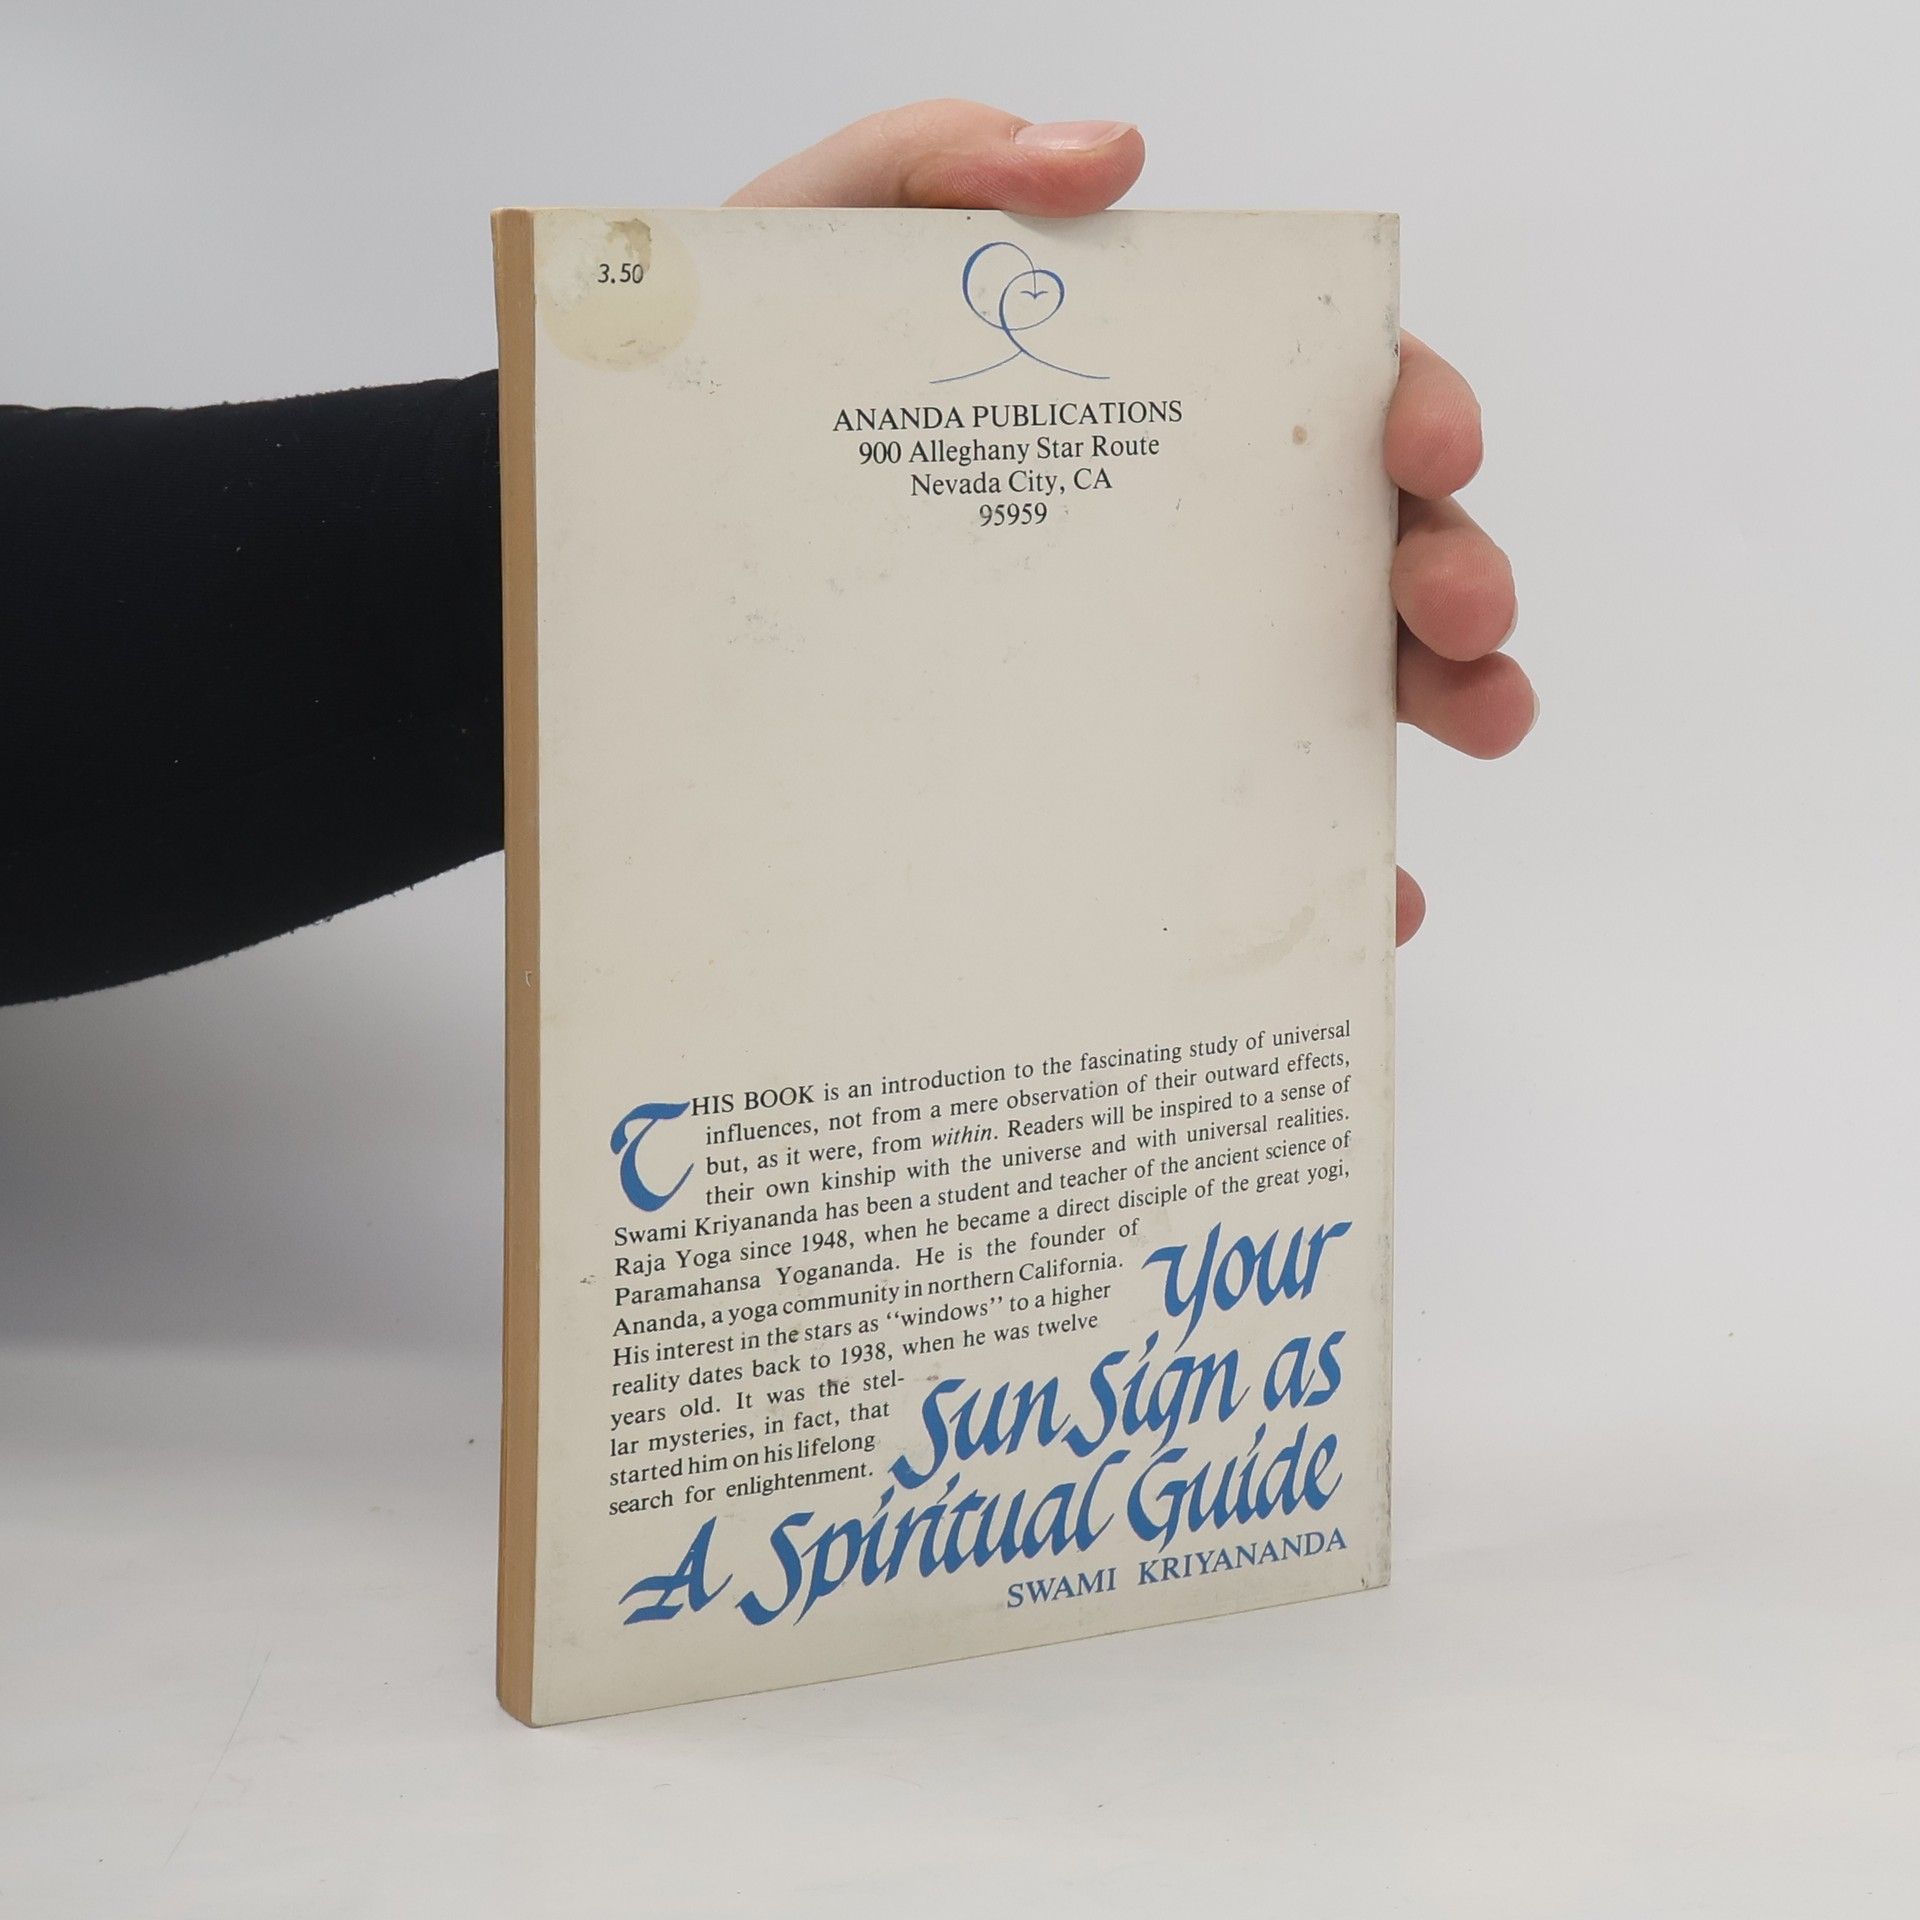 3.50
ANANDA PUBLICATIONS
900 Alleghany Star Route
Nevada City, CA
95959
THIS BOOK is an introduction to the fascinating study of universal
influences, not from a mere observation of their outward effects,
but, as it were, from within. Readers will be inspired to a sense of
their own kinship with the universe and with universal realities.
Swami Kriyananda has been a student and teacher of the ancient science of
Raja Yoga since 1948, when he became a direct disciple of the great yogi,
Paramahansa Yogananda. He is the founder of
Ananda, a yoga community in northern California.
His interest in the stars as “windows” to a higher
reality dates back to 1938, when he was twelve
years old. It was the stel-
lar mysteries, in fact, that
started him on his lifelong
search for enlightenment.
Your
Sun Sign as
A Spiritual Guide
SWAMI KRIYANANDA